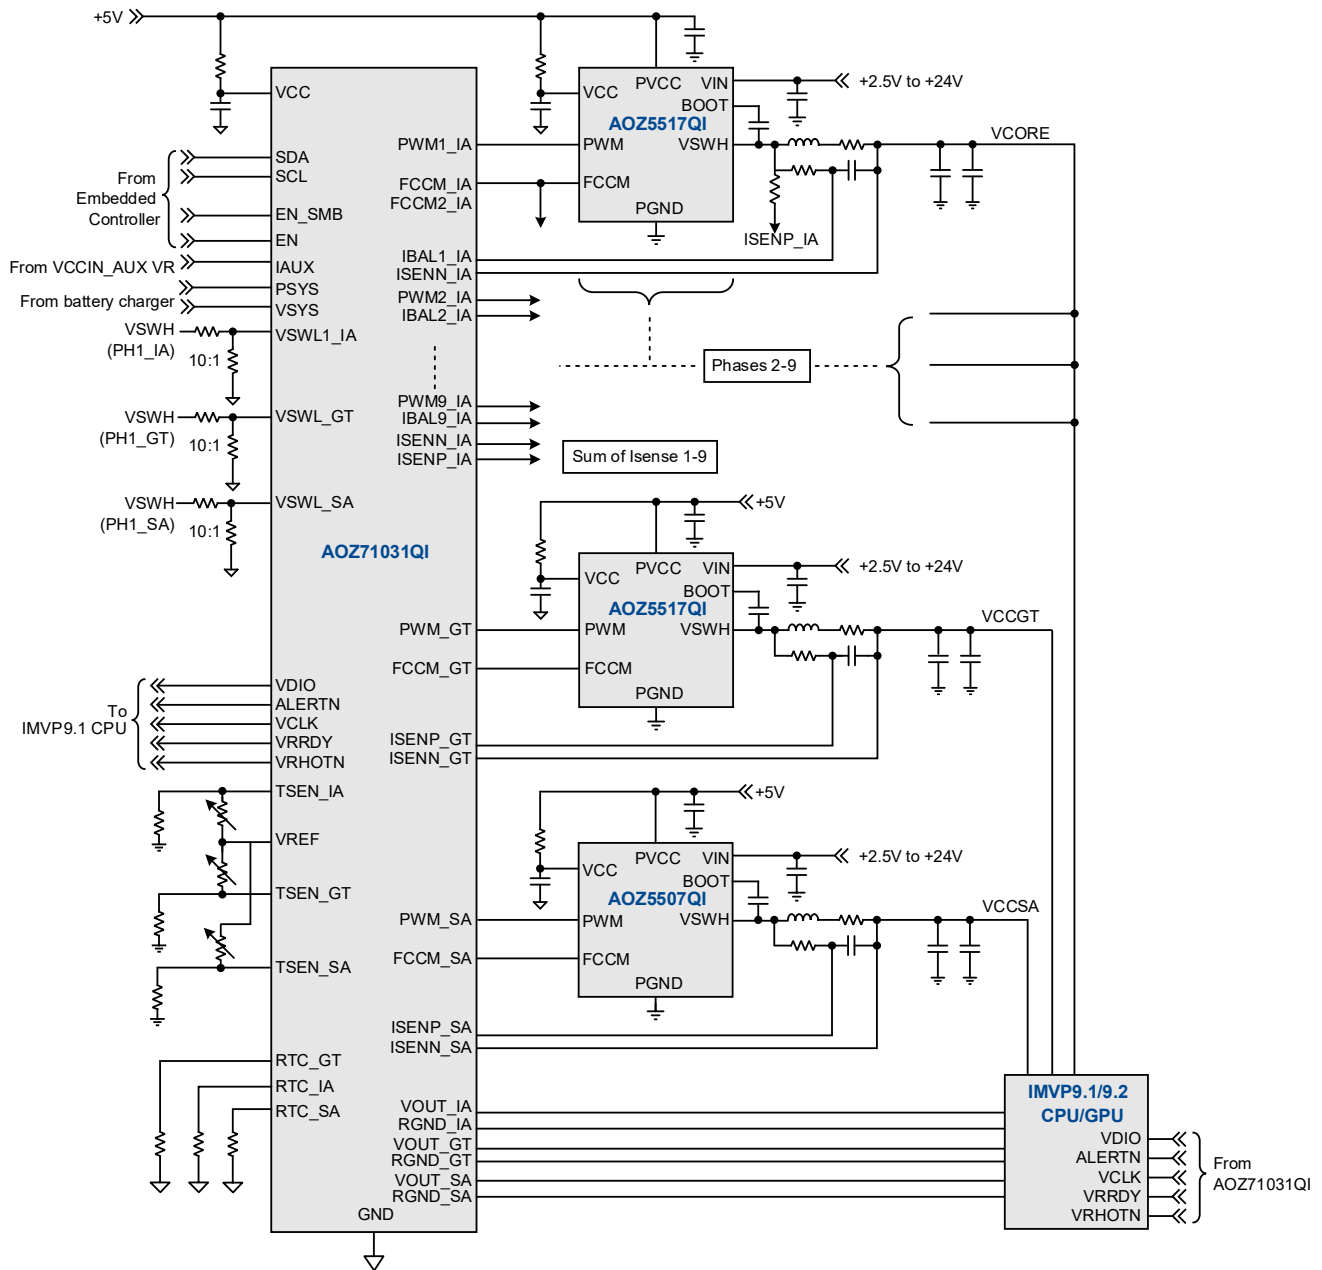 +5V
VCC
SDA
SCL
EN_SMB
EN
From
Embedded
Controller
From VCCIN_AUX VR
IAUX
PSYS
From battery charger
VSYS
VSWH
(PH1_IA)
10:1
VSWL1_IA
VSWH
(PH1_GT)
10:1
VSWL_GT
VSWH
(PH1_SA)
10:1
VSWL_SA
AOZ71031QI
To
IMVP9.1 CPU
VDIO
ALERTN
VCLK
VRRDY
VRHOTN
TSEN_IA
VREF
TSEN_GT
TSEN_SA
RTC_GT
RTC_IA
RTC_SA
GND
PWM1_IA
FCCM_IA
FCCM2_IA
IBAL1_IA
ISENN_IA
PWM2_IA
IBAL2_IA
PWM9_IA
IBAL9_IA
ISENN_IA
ISENP_IA
PWM_GT
FCCM_GT
ISENP_GT
ISENN_GT
PWM_SA
FCCM_SA
ISENP_SA
ISENN_SA
VOUT_IA
RGND_IA
VOUT_GT
RGND_GT
VOUT_SA
RGND_SA
PVCC
VIN
VCC
BOOT
AOZ5517QI
PWM
VSWH
FCCM
PGND
+2.5V to +24V
VCORE
ISENP_IA
Phases 2-9
Sum of Isense 1-9
+5V
PVCC
VIN
VCC
BOOT
AOZ5517QI
PWM
VSWH
FCCM
PGND
+2.5V to +24V
VCCGT
+5V
PVCC
VIN
VCC
BOOT
AOZ5507QI
PWM
VSWH
FCCM
PGND
+2.5V to +24V
VCCSA
IMVP9.1/9.2
CPU/GPU
VDIO
ALERTN
VCLK
VRRDY
VRHOTN
From
AOZ71031QI